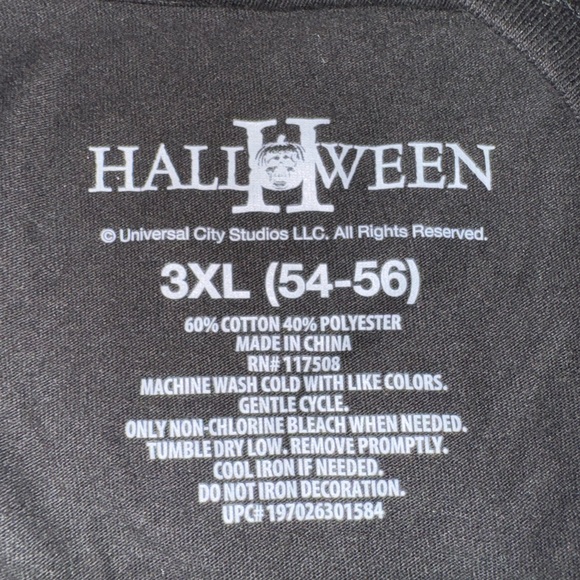 HALLOWEEN
II
© Universal City Studios LLC. All Rights Reserved.
3XL (54-56)
60% COTTON 40% POLYESTER
MADE IN CHINA
RN# 117508
MACHINE WASH COLD WITH LIKE COLORS.
GENTLE CYCLE.
ONLY NON-CHLORINE BLEACH WHEN NEEDED.
TUMBLE DRY LOW. REMOVE PROMPTLY.
COOL IRON IF NEEDED.
DO NOT IRON DECORATION.
UPC# 197026301584